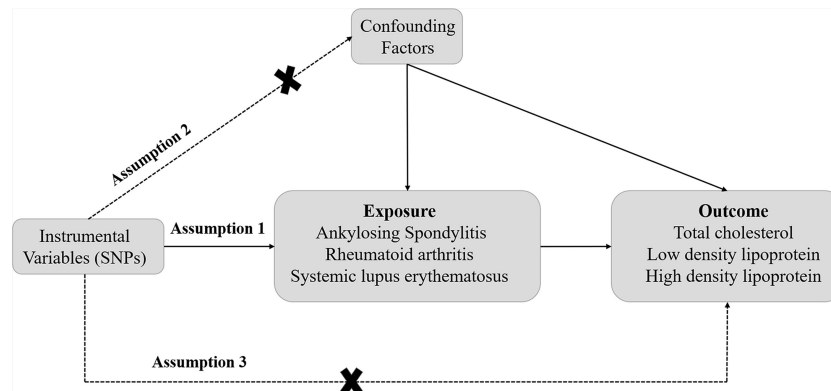 Confounding
Factors
Assumption 2
Assumption 1
Instrumental
Variables (SNPs)
Exposure
Ankylosing Spondylitis
Rheumatoid arthritis
Systemic lupus erythematosus
Outcome
Total cholesterol
Low density lipoprotein
High density lipoprotein
Assumption 3